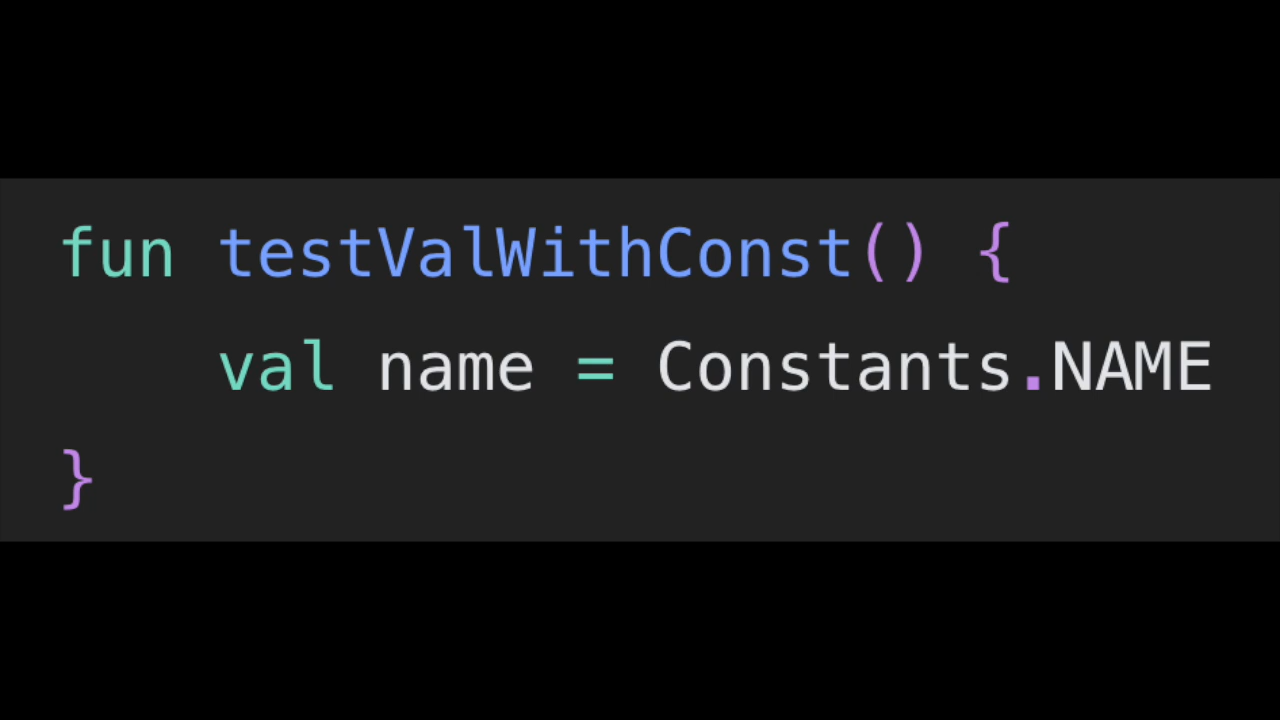 fun testValWithConst() {
    val name = Constants.NAME
}